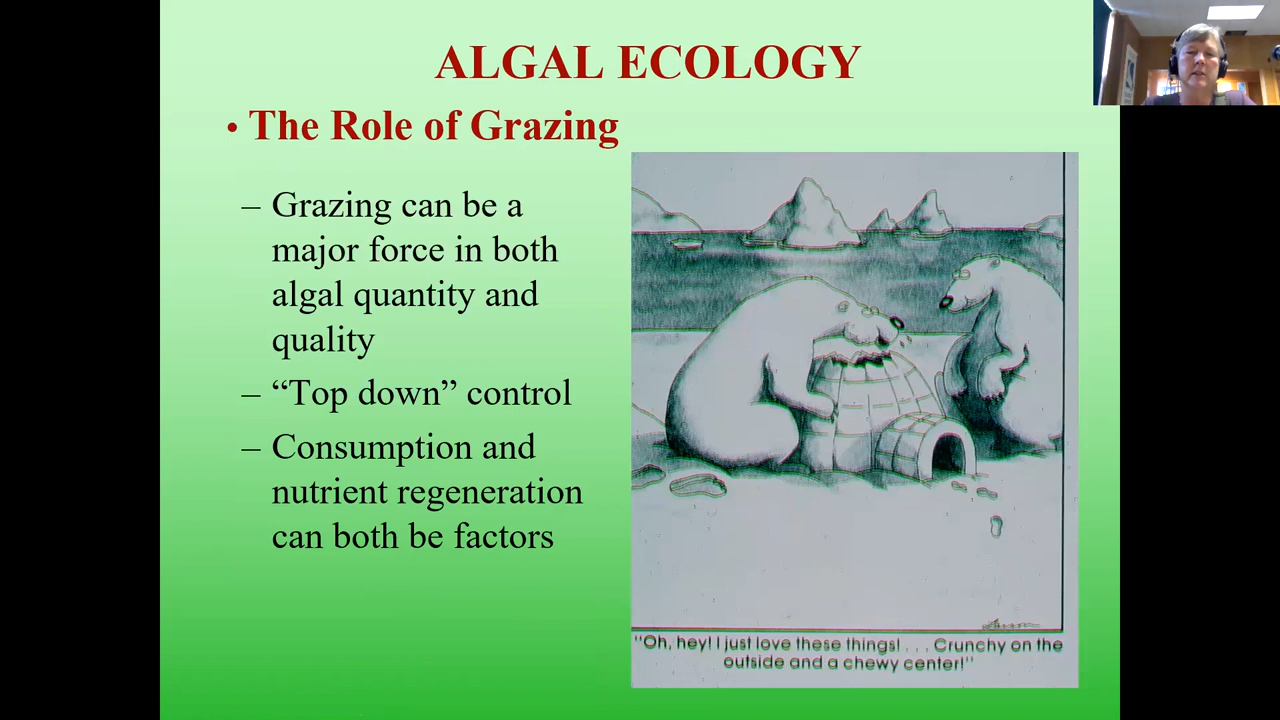 ALGAL ECOLOGY
• The Role of Grazing
– Grazing can be a
major force in both
algal quantity and
quality
– “Top down” control
– Consumption and
nutrient regeneration
can both be factors
"Oh, hey! I just love these things! . . . Crunchy on the
outside and a chewy center!"